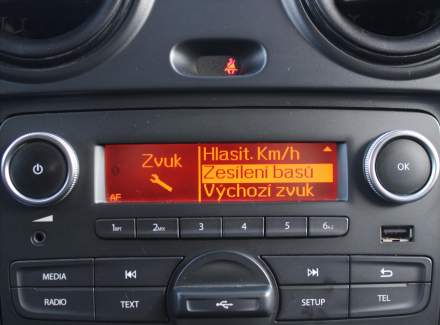 Zvuk
AF
Hlasit. Km/h
Zesílení basů
Výchozí zvuk
OK
1 2 3 4 5 6
MEDIA
RADIO TEXT SETUP TEL